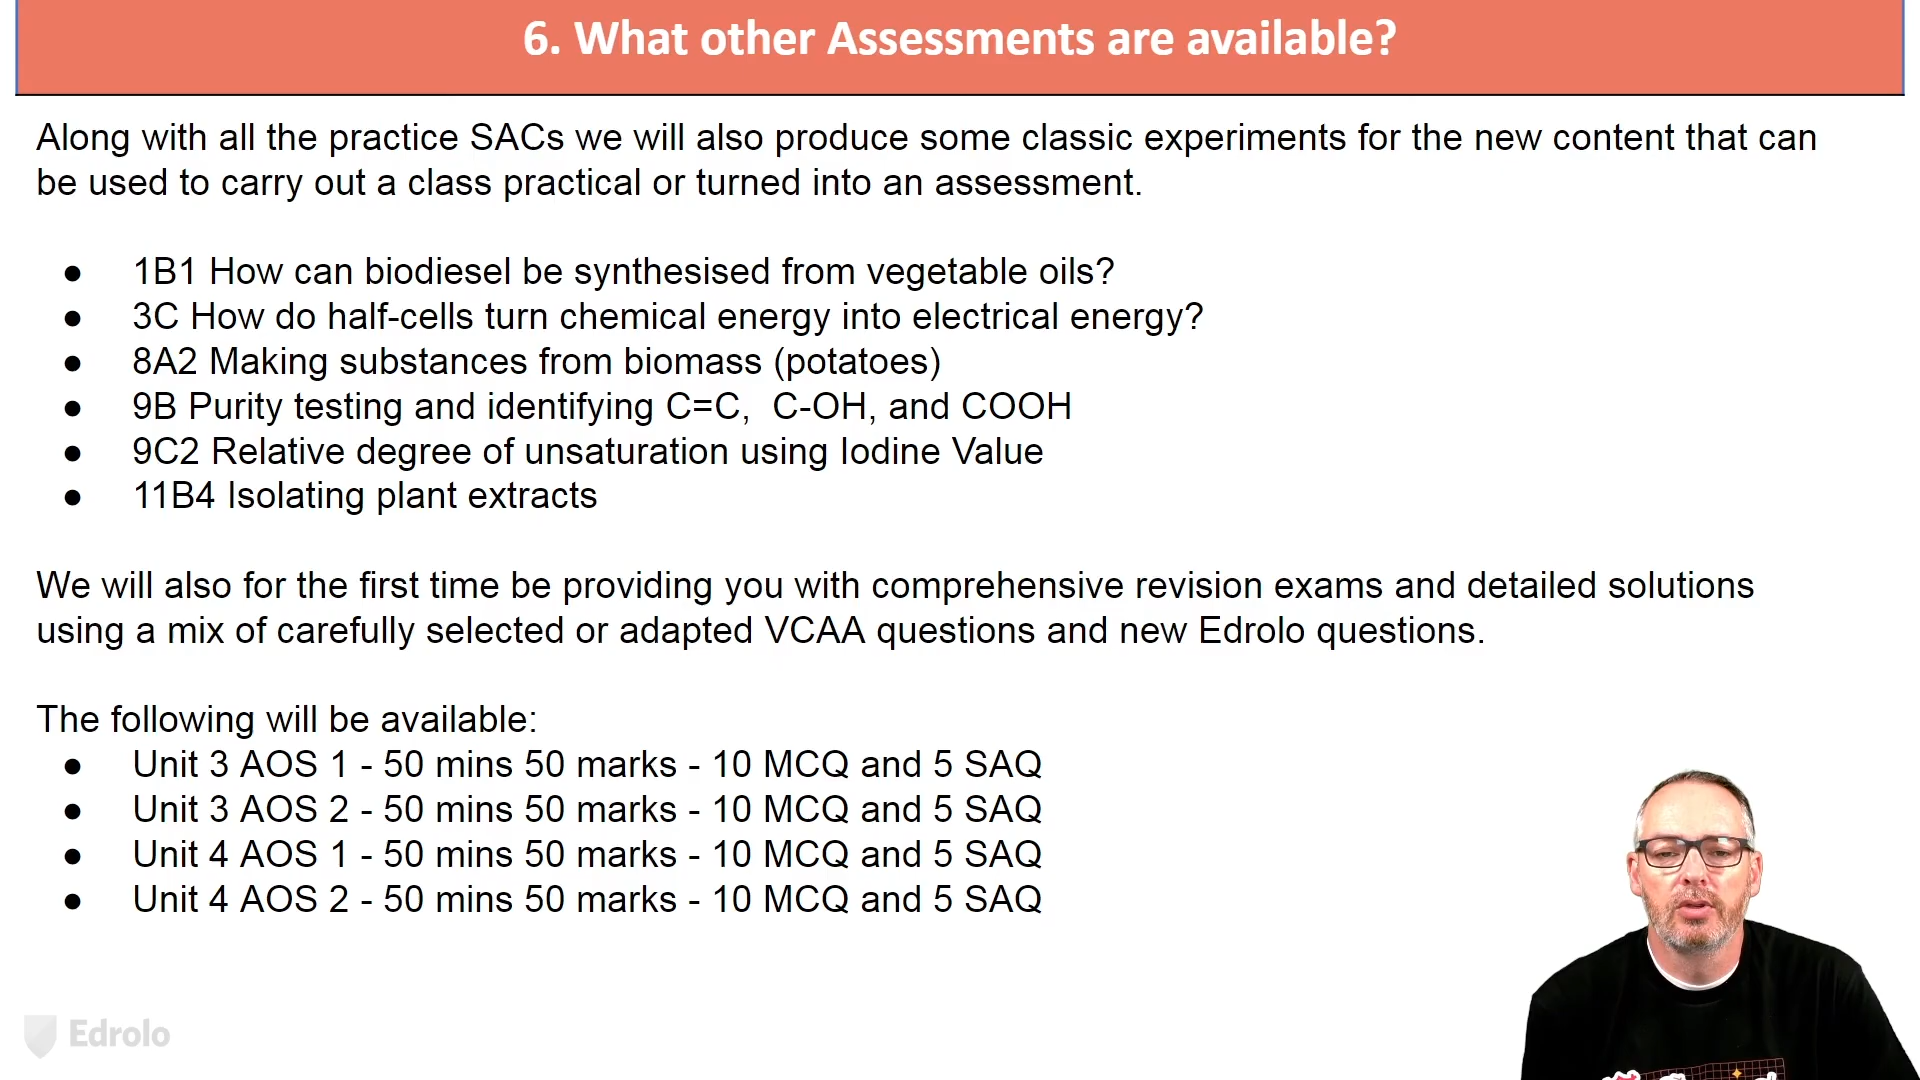 6. What other Assessments are available?
Along with all the practice SACs we will also produce some classic experiments for the new content that can
be used to carry out a class practical or turned into an assessment.
● 1B1 How can biodiesel be synthesised from vegetable oils?
● 3C How do half-cells turn chemical energy into electrical energy?
● 8A2 Making substances from biomass (potatoes)
● 9B Purity testing and identifying C=C,  C-OH, and COOH
● 9C2 Relative degree of unsaturation using Iodine Value
● 11B4 Isolating plant extracts
We will also for the first time be providing you with comprehensive revision exams and detailed solutions
using a mix of carefully selected or adapted VCAA questions and new Edrolo questions.
The following will be available:
● Unit 3 AOS 1 - 50 mins 50 marks - 10 MCQ and 5 SAQ
● Unit 3 AOS 2 - 50 mins 50 marks - 10 MCQ and 5 SAQ
● Unit 4 AOS 1 - 50 mins 50 marks - 10 MCQ and 5 SAQ
● Unit 4 AOS 2 - 50 mins 50 marks - 10 MCQ and 5 SAQ
Edrolo